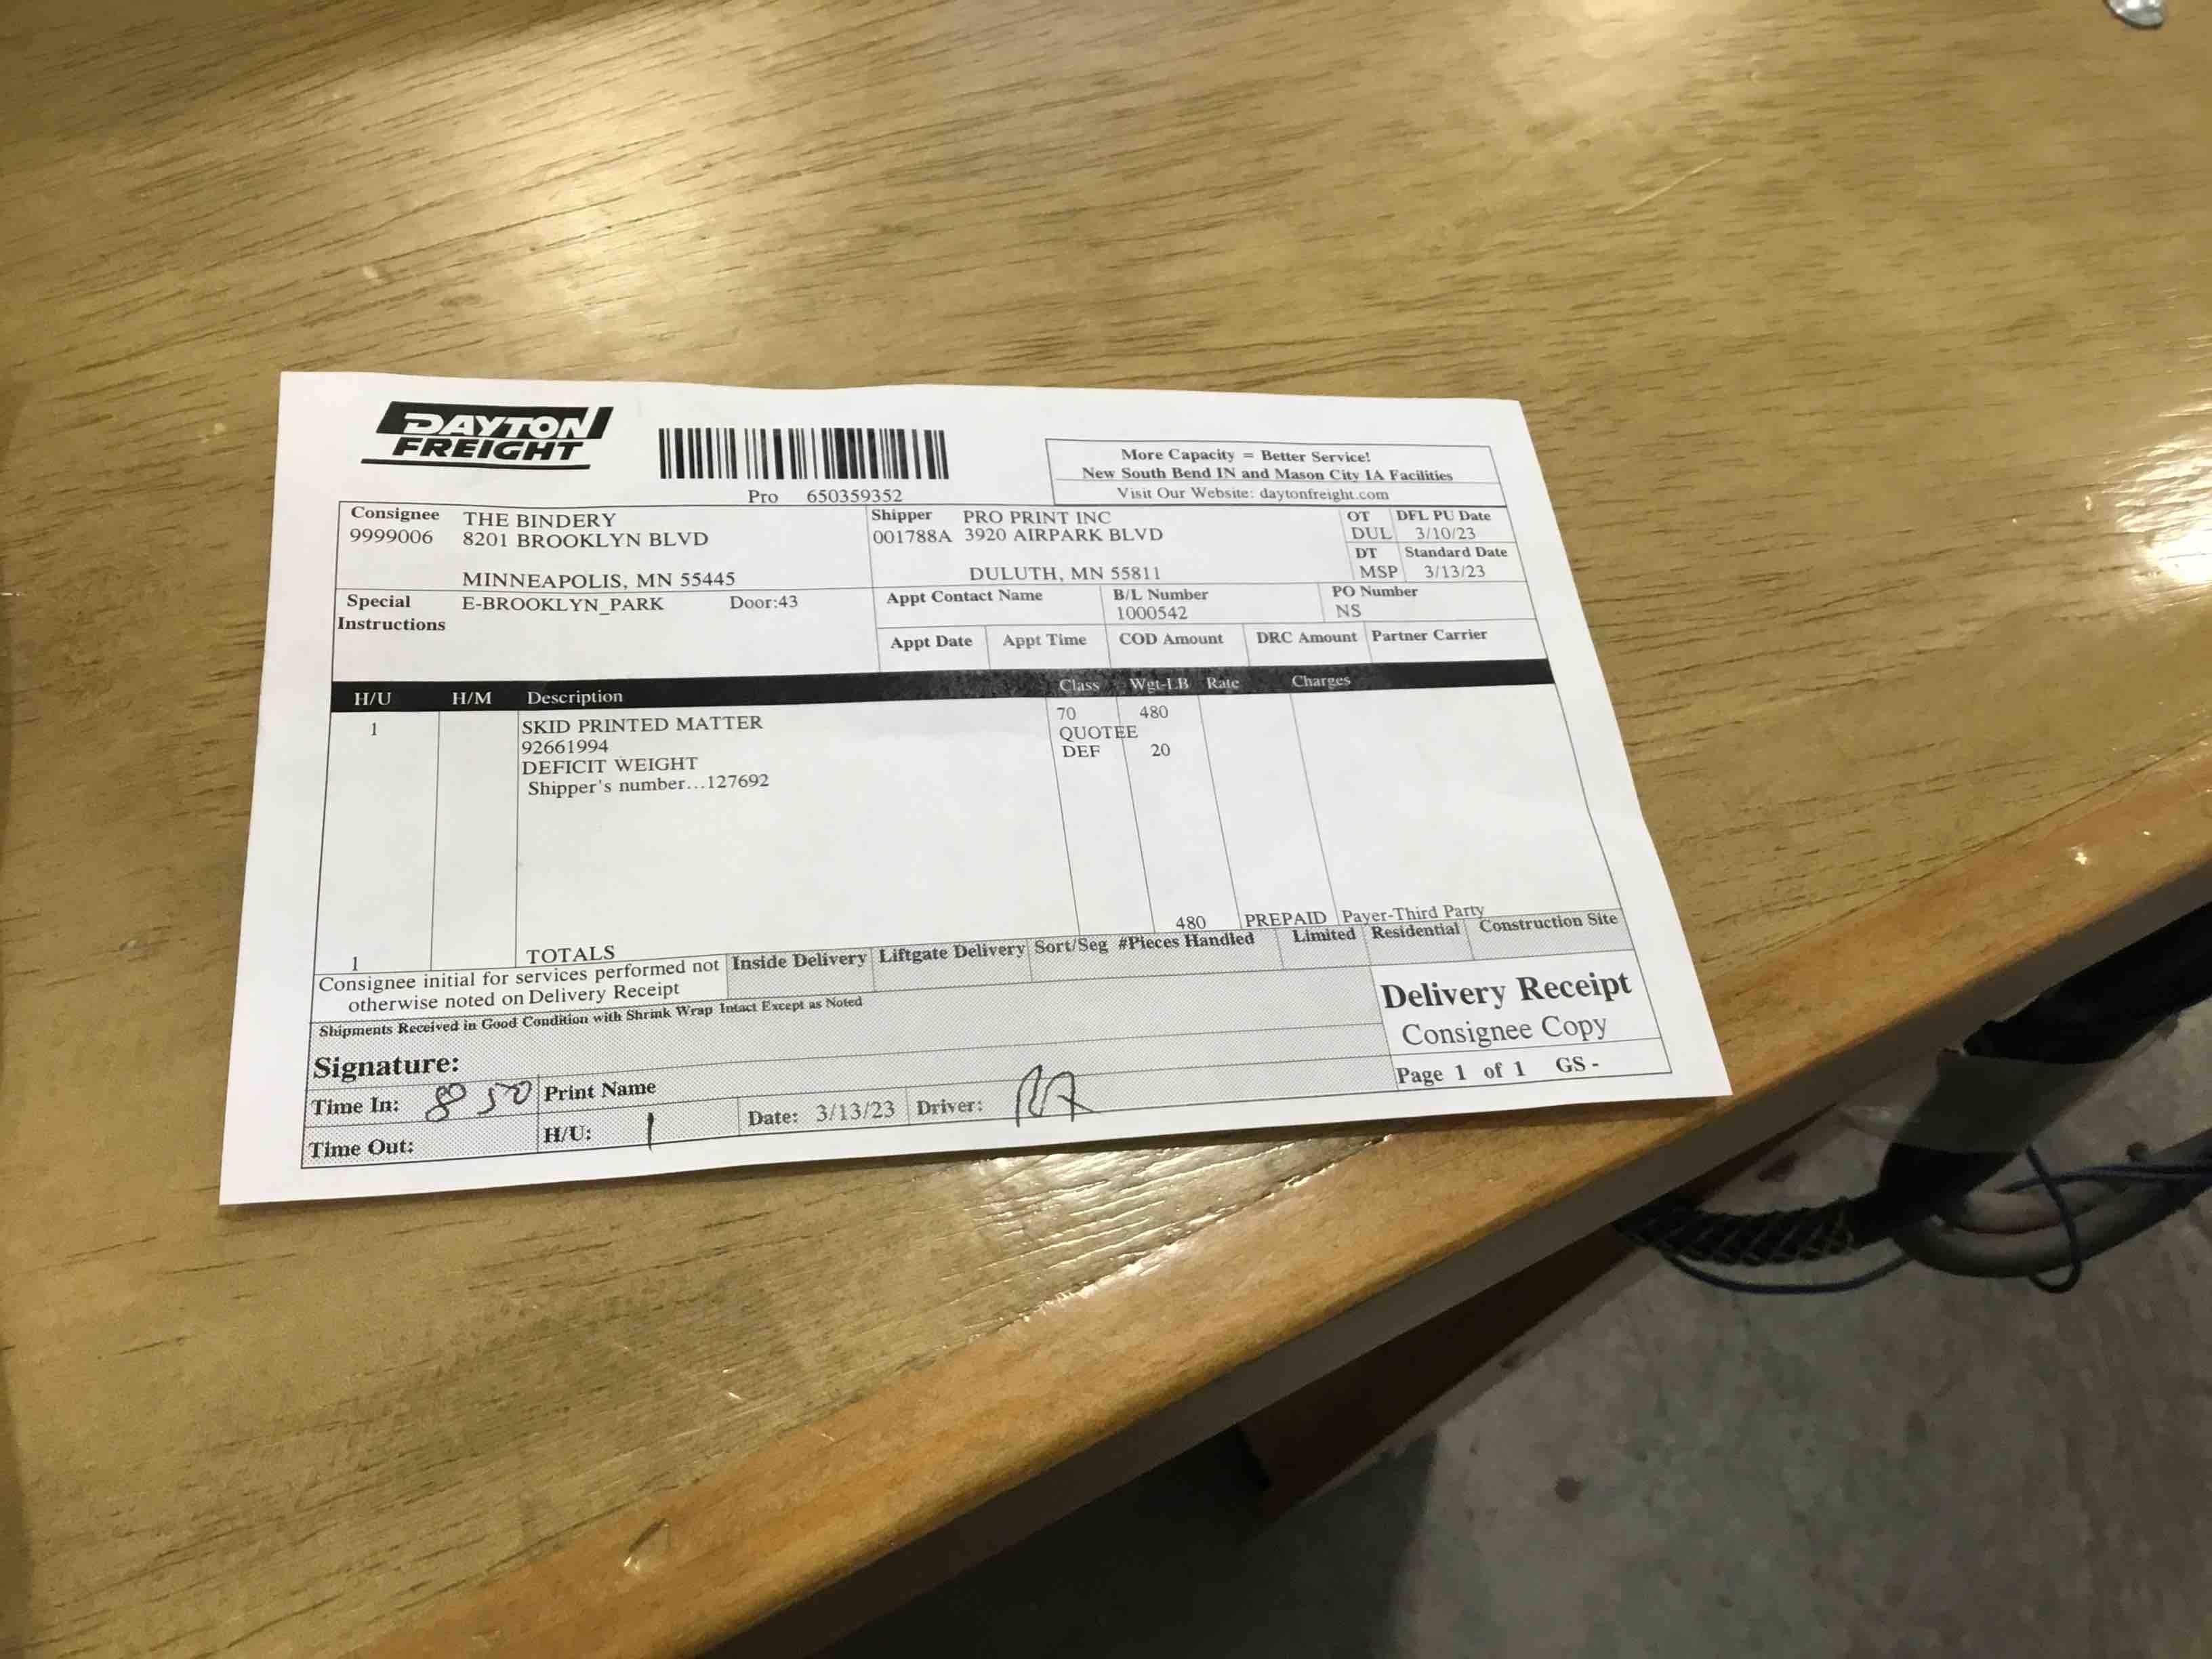 DAYTON
FREIGHT
Pro 650359352
More Capacity = Better Service!
New South Bend IN and Mason City IA Facilities
Visit Our Website: daytonfreight.com
Consignee THE BINDERY
9999006 8201 BROOKLYN BLVD
MINNEAPOLIS, MN 55445
Shipper PRO PRINT INC
001788A 3920 AIRPARK BLVD
DULUTH, MN 55811
OT DFL PU Date
DUL 3/10/23
DT Standard Date
MSP 3/13/23
Special E-BROOKLYN_PARK Door:43
Instructions
Appt Contact Name B/L Number PO Number
1000542 NS
Appt Date Appt Time COD Amount DRC Amount Partner Carrier
H/U H/M Description Class Wgt-LB Rate Charges
1 SKID PRINTED MATTER 70 480
92661994 QUOTEE
DEFICIT WEIGHT DEF 20
Shipper's number...127692
1 TOTALS 480 PREPAID Payer-Third Party
Consignee initial for services performed not
otherwise noted on Delivery Receipt
Inside Delivery Liftgate Delivery Sort/Seg #Pieces Handled Limited Residential Construction Site
Shipments Received in Good Condition with Shrink Wrap Intact Except as Noted
Delivery Receipt
Consignee Copy
Page 1 of 1 GS -
Signature:
Time In: 8 50 Print Name
Time Out: H/U: 1 Date: 3/13/23 Driver: